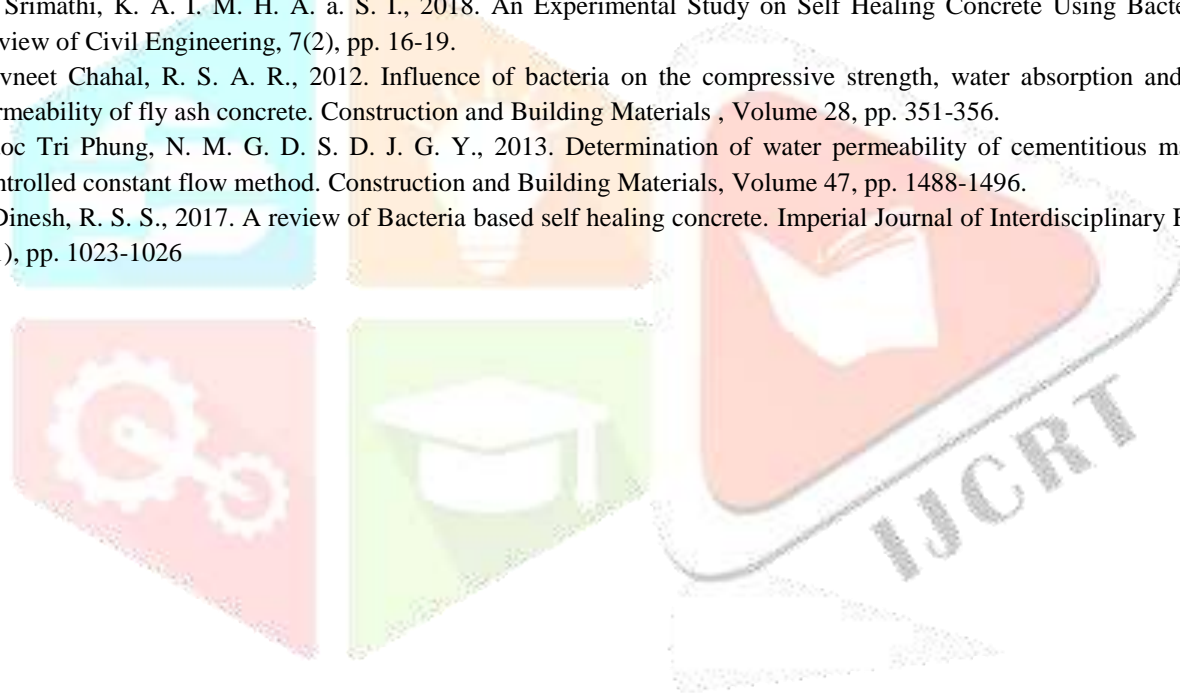 Srimathi, K. A. I. M. H. A. a. S. I., 2018. An Experimental Study on Self Healing Concrete Using
view of Civil Engineering, 7(2), pp. 16-19.
vneet Chahal, R. S. A. R., 2012. Influence of bacteria on the compressive strength, water absorption and
rmeability of fly ash concrete. Construction and Building Materials , Volume 28, pp. 351-356.
oc Tri Phung, N. M. G. D. S. D. J. G. Y., 2013. Determination of water permeability of cementitious
ntrolled constant flow method. Construction and Building Materials, Volume 47, pp. 1488-1496.
Dinesh, R. S. S., 2017. A review of Bacteria based self healing concrete. Imperial Journal of Interdisciplinary
), pp. 1023-1026
IJCRT